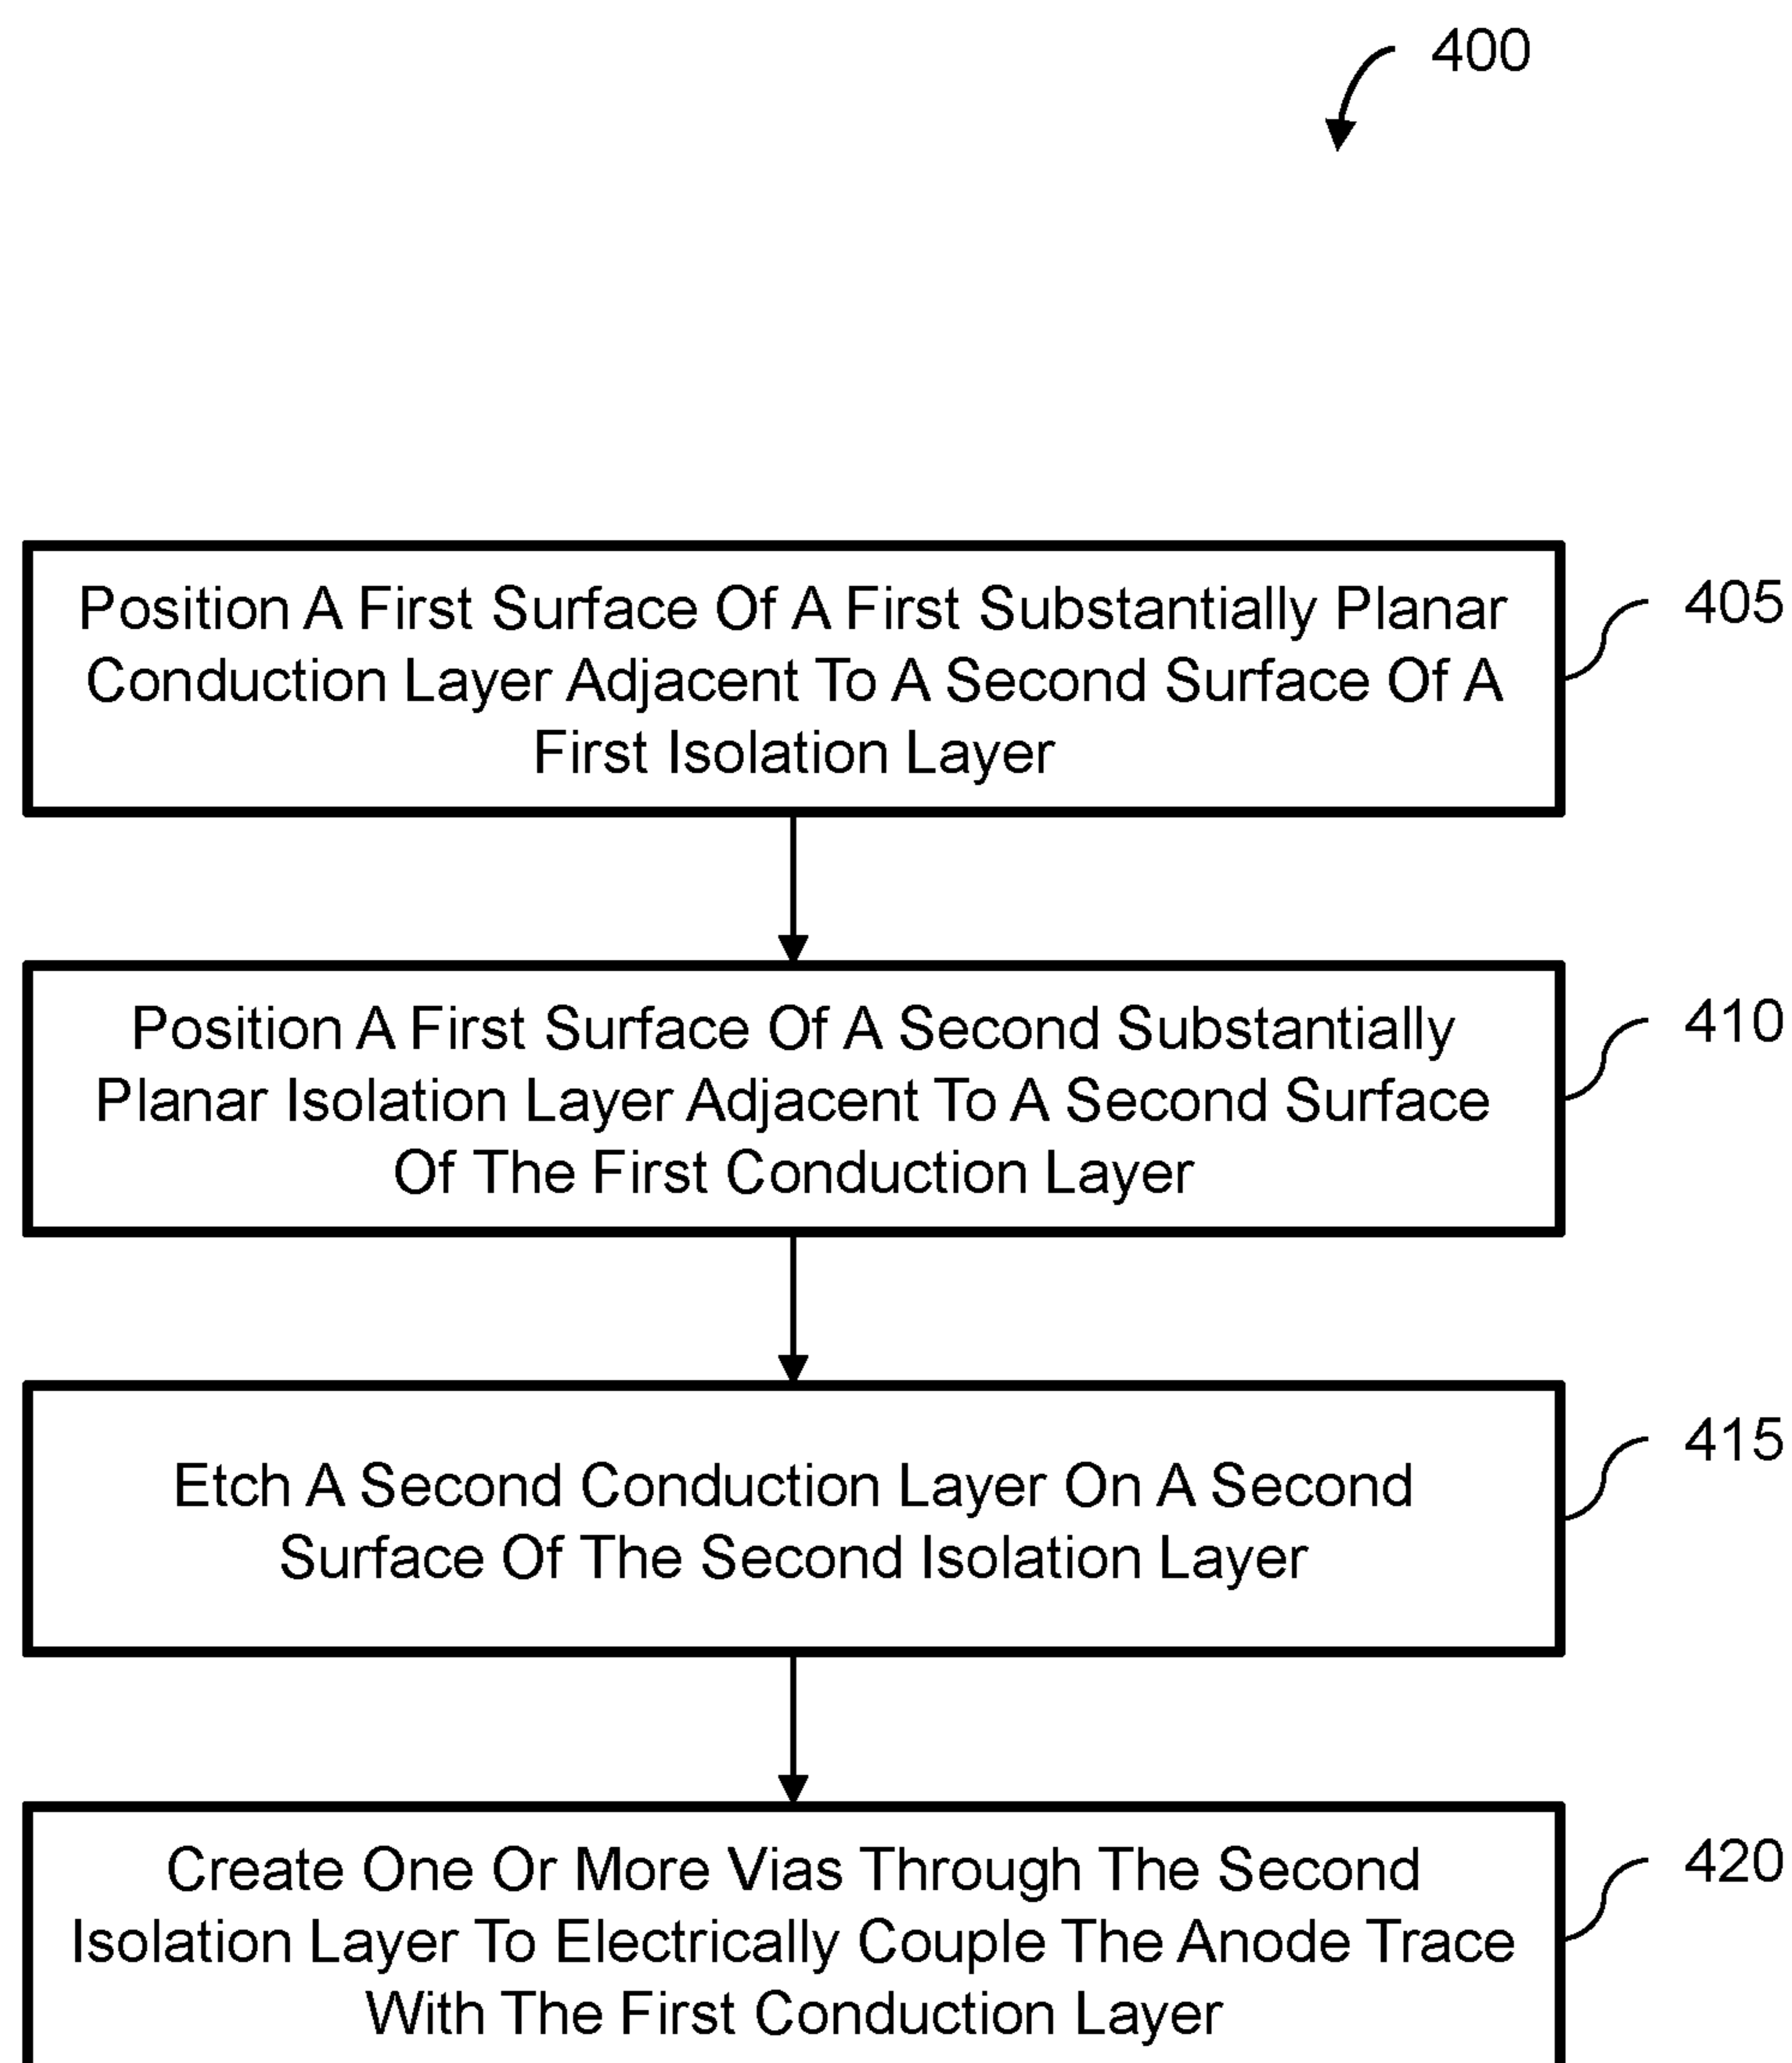 400
Position A First Surface Of A First Substantially Planar
Conduction Layer Adjacent To A Second Surface Of A
First Isolation Layer
405
Position A First Surface Of A Second Substantially
Planar Isolation Layer Adjacent To A Second Surface
Of The First Conduction Layer
410
Etch A Second Conduction Layer On A Second
Surface Of The Second Isolation Layer
415
Create One Or More Vias Through The Second
Isolation Layer To Electrically Couple The Anode Trace
With The First Conduction Layer
420